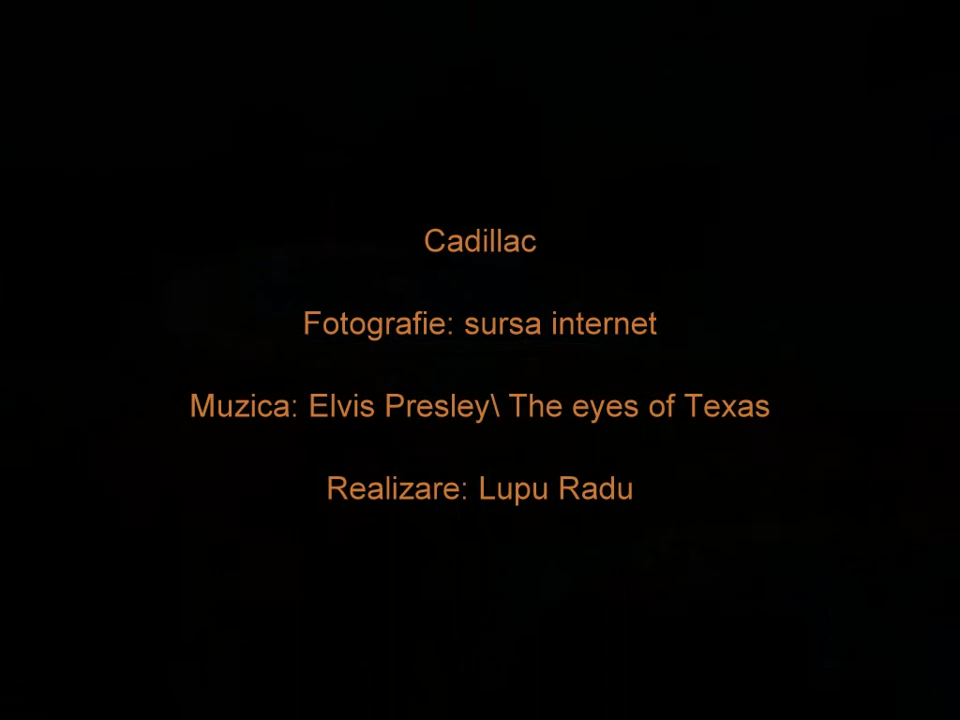 Cadillac
Fotografie: sursa internet
Muzica: Elvis Presley\ The eyes of Texas
Realizare: Lupu Radu